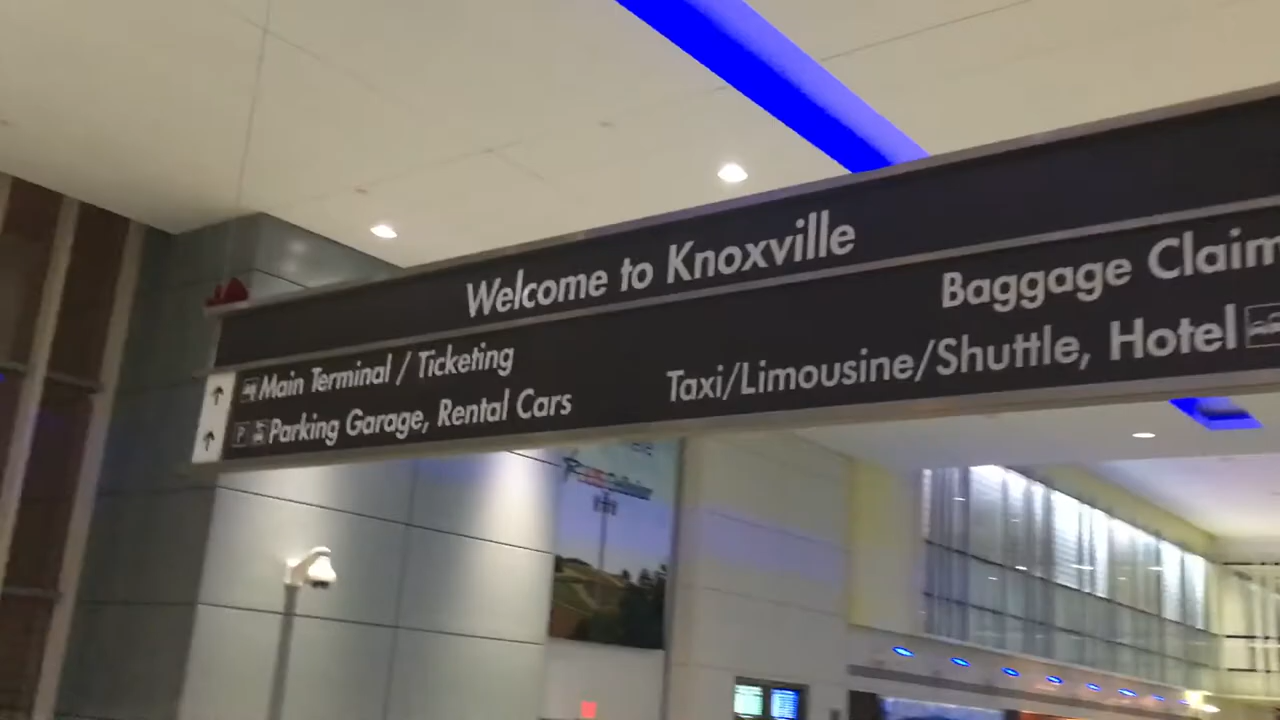 Welcome to Knoxville
Main Terminal / Ticketing
Baggage Claim
P Parking Garage, Rental Cars
Taxi/Limousine/Shuttle, Hotel